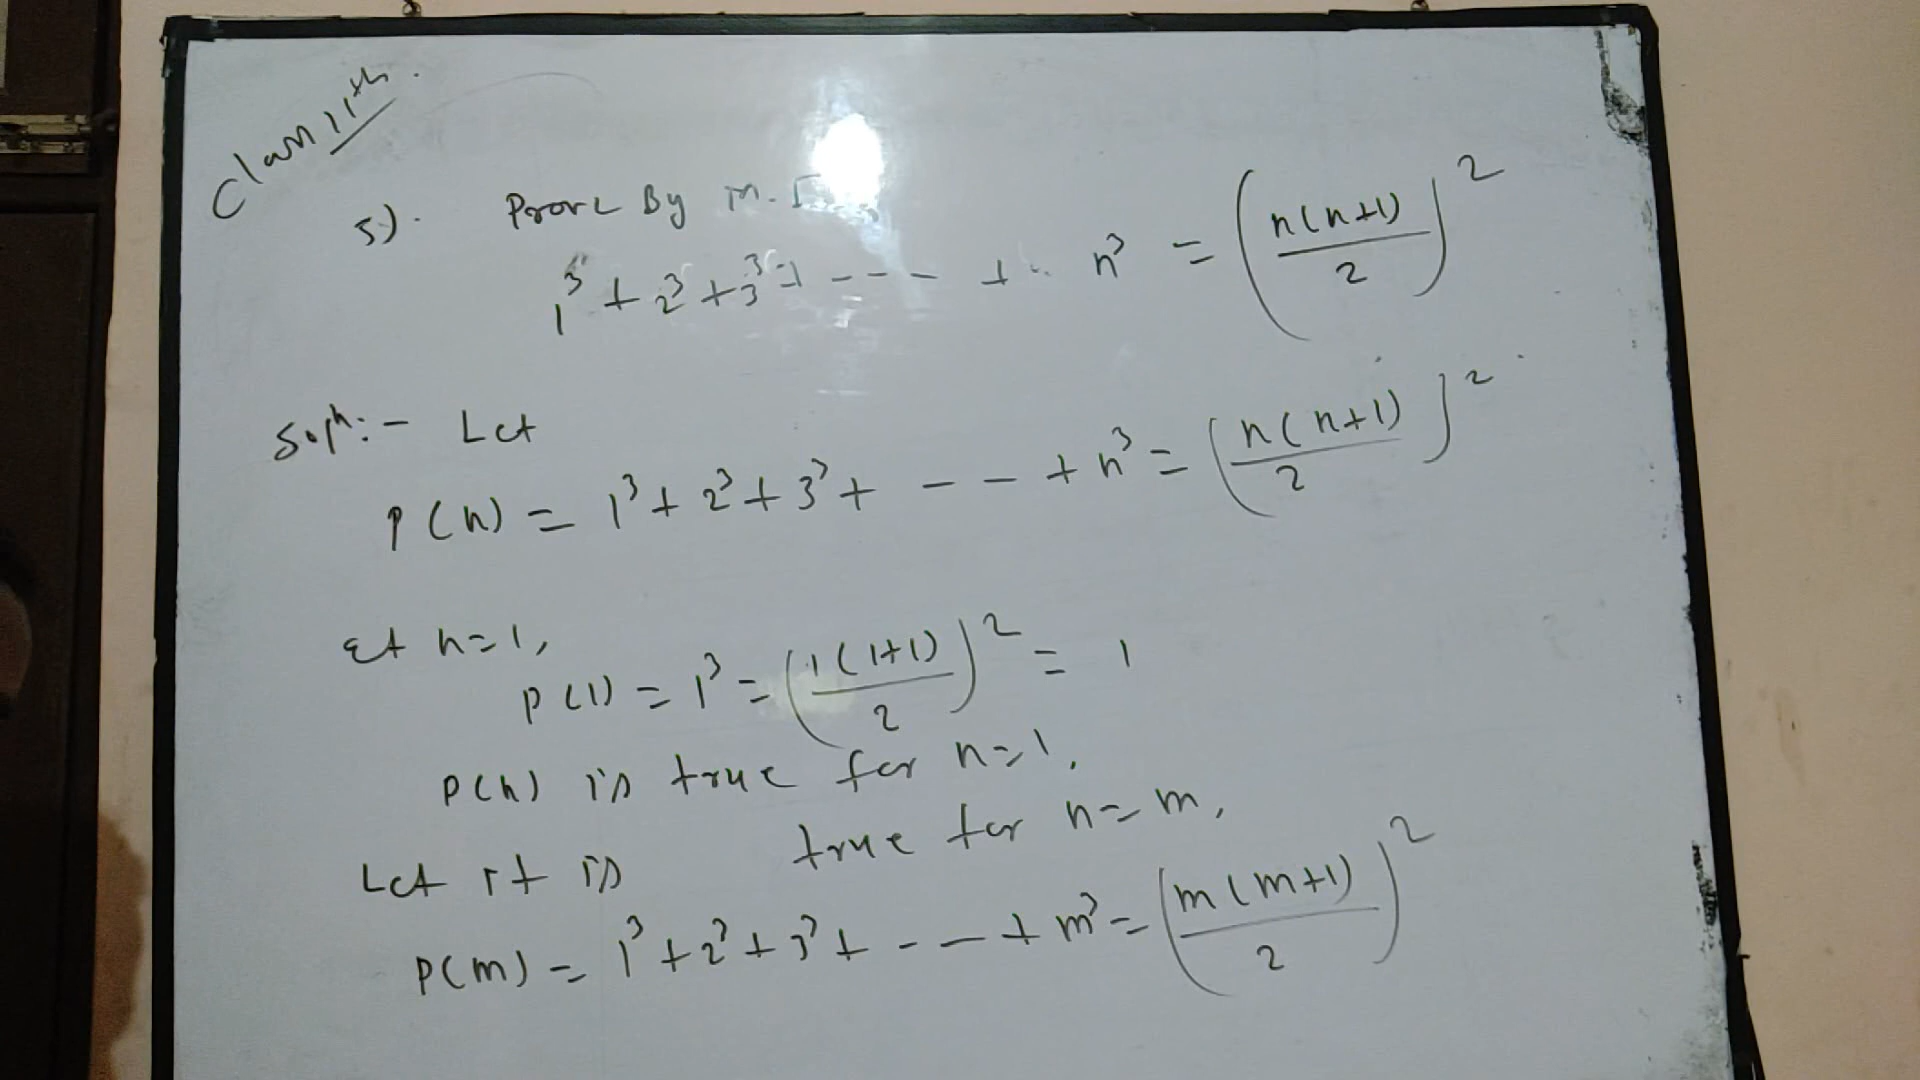 Class 11th.
5). Prove By M.I
1³ + 2³ + 3³ + - - - - + n³ = (n(n+1)/2)²
Solⁿ:- Let
P(n) = 1³ + 2³ + 3³ + - - - + n³ = (n(n+1)/2)²
n=1,
P(1) = 1³ = (1(1+1)/2)² = 1
P(n) is true for n=1,
Let it is true for n=m,
P(m) = 1³ + 2³ + 3³ + - - - + m³ = (m(m+1)/2)²